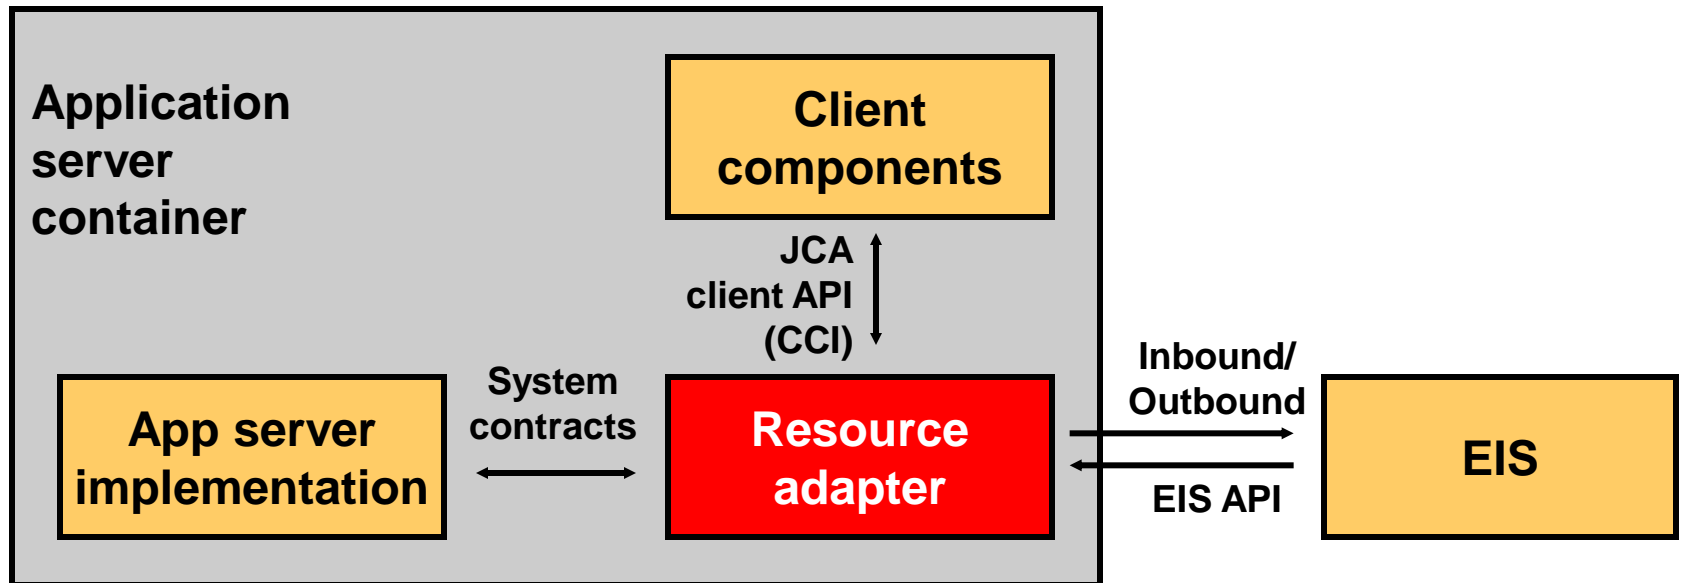 Application
server
container
Client
components
JCA
client API
(CCI)
System
contracts
App server
implementation
Resource
adapter
Inbound/
Outbound
EIS API
EIS